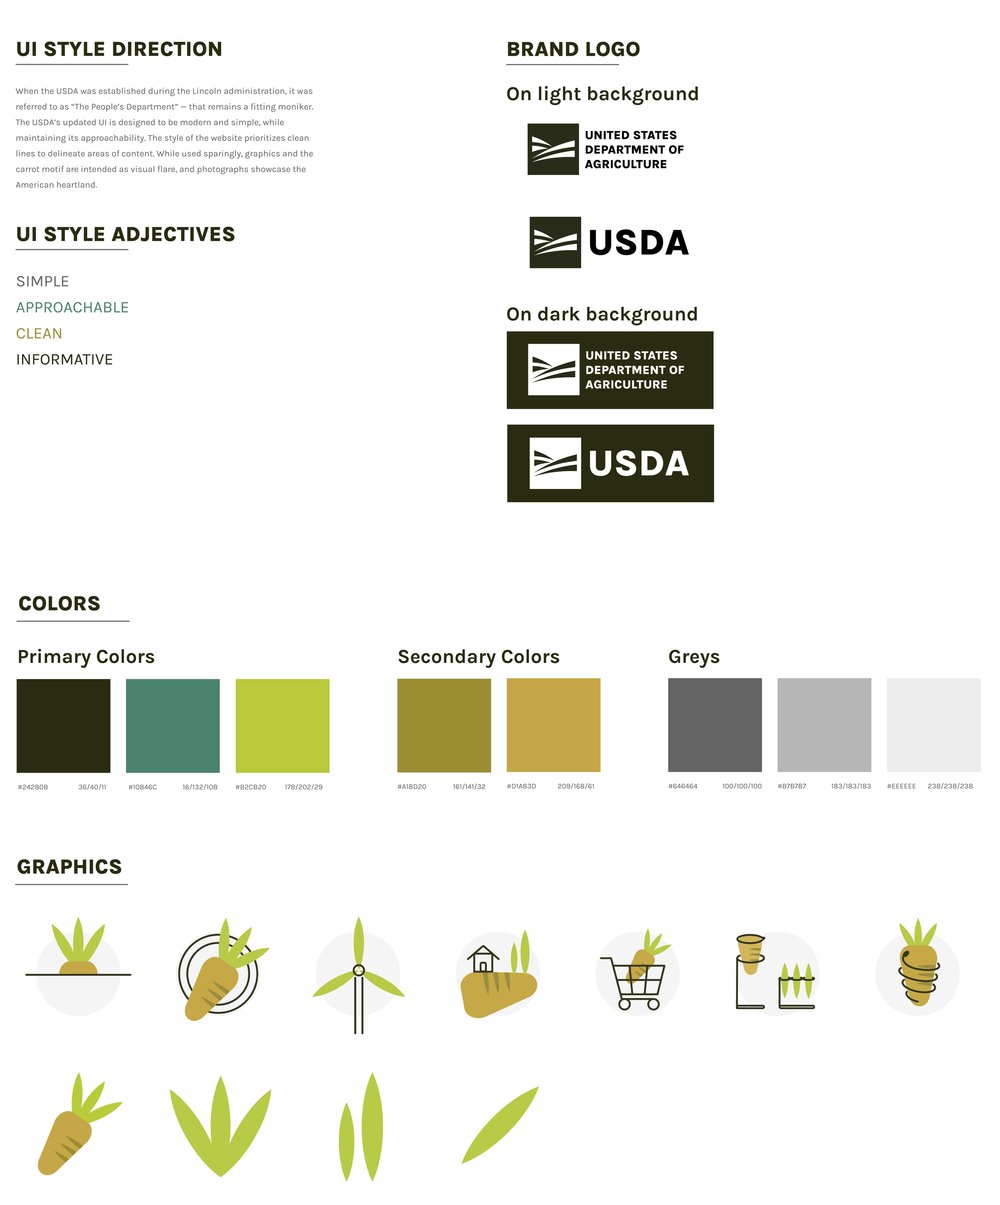 UI STYLE DIRECTION
When the USDA was established during the Lincoln administration, it was
referred to as “The People’s Department” — that remains a fitting moniker.
The USDA’s updated UI is designed to be modern and simple, while
maintaining its approachability. The style of the website prioritizes clean
lines to delineate areas of content. While used sparingly, graphics and the
carrot motif are intended as visual flare, and photographs showcase the
American heartland.
UI STYLE ADJECTIVES
SIMPLE
APPROACHABLE
CLEAN
INFORMATIVE
BRAND LOGO
On light background
UNITED STATES
DEPARTMENT OF
AGRICULTURE
USDA
On dark background
UNITED STATES
DEPARTMENT OF
AGRICULTURE
USDA
COLORS
Primary Colors
#24280B 36/40/11
#10846C 16/132/108
#B2CB20 178/202/29
Secondary Colors
#A18D20 161/141/32
#D1A83D 209/168/61
Greys
#646464 100/100/100
#B7B7B7 183/183/183
#EEEEEE 238/238/238
GRAPHICS